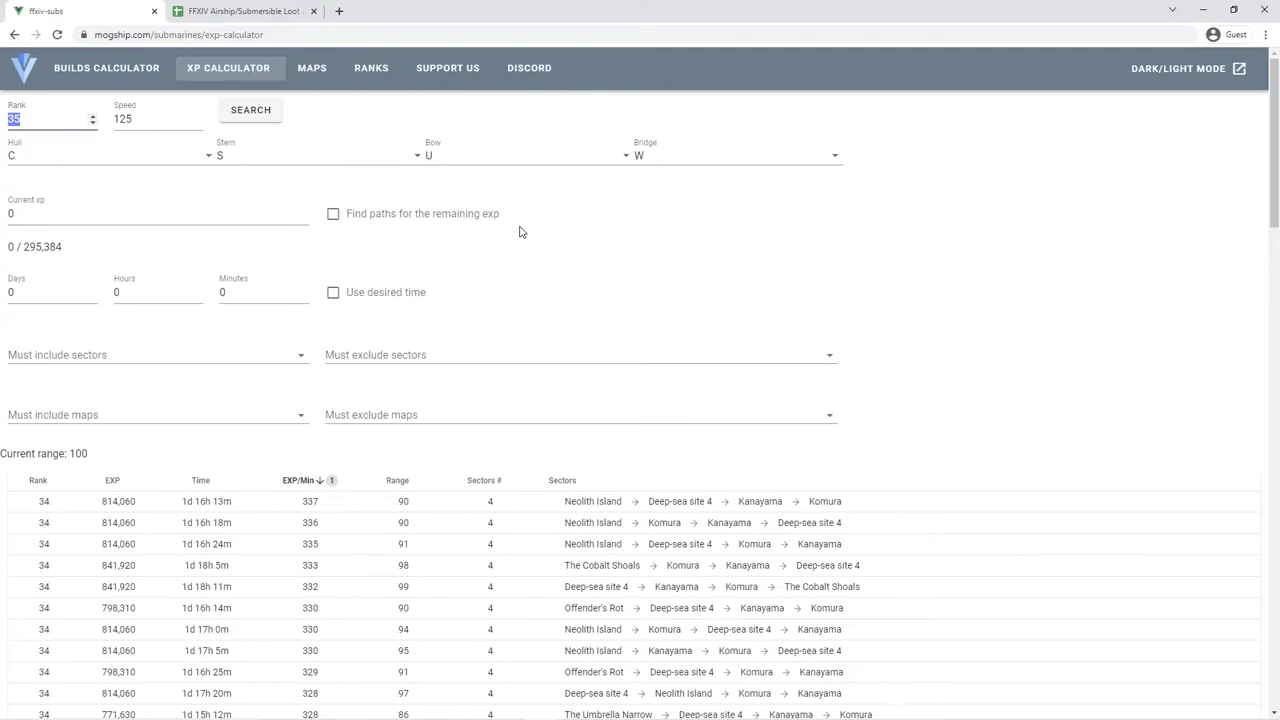 ffxiv-subs
FFXIV Airship/Submersible Loot
mogship.com/submarines/exp-calculator
Guest
BUILDS CALCULATOR XP CALCULATOR MAPS RANKS SUPPORT US DISCORD DARK/LIGHT MODE
Rank Speed
35 125 SEARCH
Hull Stern Bow Bridge
C S U W
Current xp
0 Find paths for the remaining exp
0 / 295,384
Days Hours Minutes
0 0 0 Use desired time
Must include sectors Must exclude sectors
Must include maps Must exclude maps
Current range: 100
Rank EXP Time EXP/Min ↓ 1 Range Sectors # Sectors
34 814,060 1d 16h 13m 337 90 4 Neolith Island → Deep-sea site 4 → Kanayama → Komura
34 814,060 1d 16h 18m 336 90 4 Neolith Island → Komura → Kanayama → Deep-sea site 4
34 814,060 1d 16h 24m 335 91 4 Neolith Island → Deep-sea site 4 → Komura → Kanayama
34 841,920 1d 18h 5m 333 98 4 The Cobalt Shoals → Komura → Kanayama → Deep-sea site 4
34 841,920 1d 18h 11m 332 99 4 Deep-sea site 4 → Kanayama → Komura → The Cobalt Shoals
34 798,310 1d 16h 14m 330 90 4 Offender's Rot → Deep-sea site 4 → Kanayama → Komura
34 814,060 1d 17h 0m 330 94 4 Neolith Island → Komura → Deep-sea site 4 → Kanayama
34 814,060 1d 17h 5m 330 95 4 Neolith Island → Kanayama → Komura → Deep-sea site 4
34 798,310 1d 16h 25m 329 91 4 Offender's Rot → Deep-sea site 4 → Komura → Kanayama
34 814,060 1d 17h 20m 328 97 4 Deep-sea site 4 → Neolith Island → Komura → Kanayama
34 771,630 1d 15h 12m 328 86 4 The Umbrella Narrow → Deep-sea site 4 → Kanayama → Komura